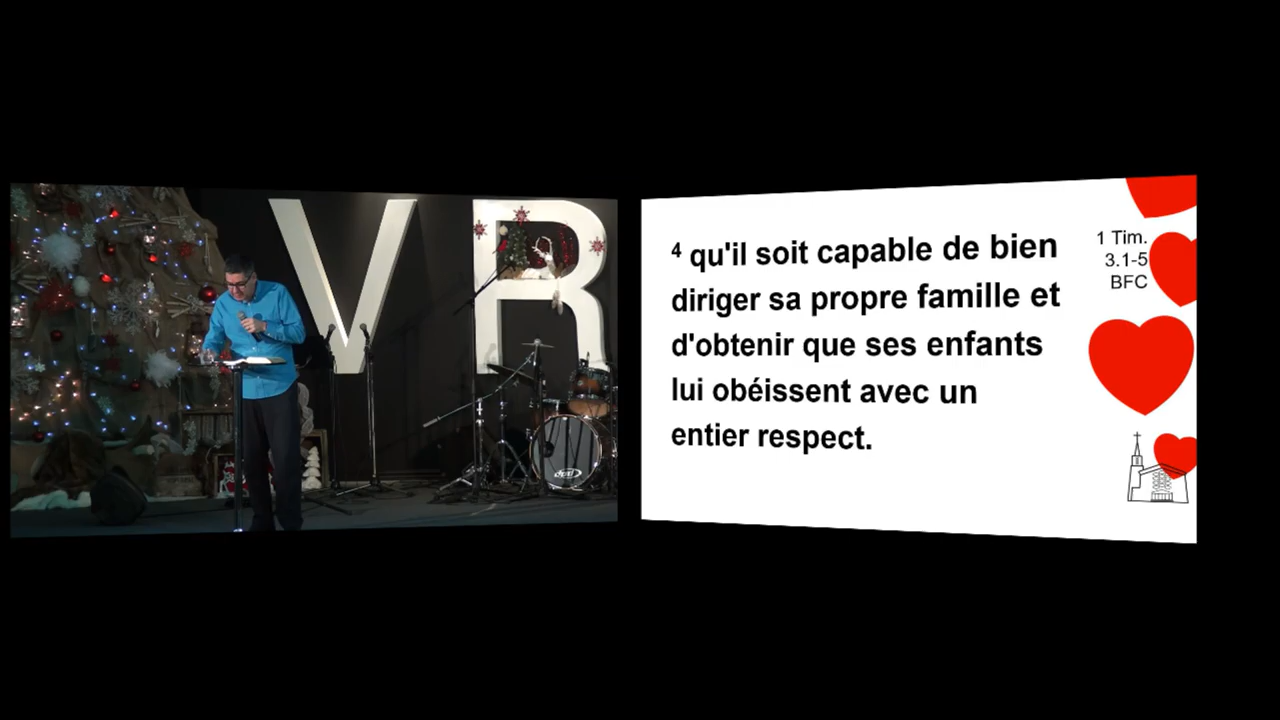 VR
⁴ qu'il soit capable de bien
diriger sa propre famille et
d'obtenir que ses enfants
lui obéissent avec un
entier respect.
1 Tim.
3.1-5
BFC